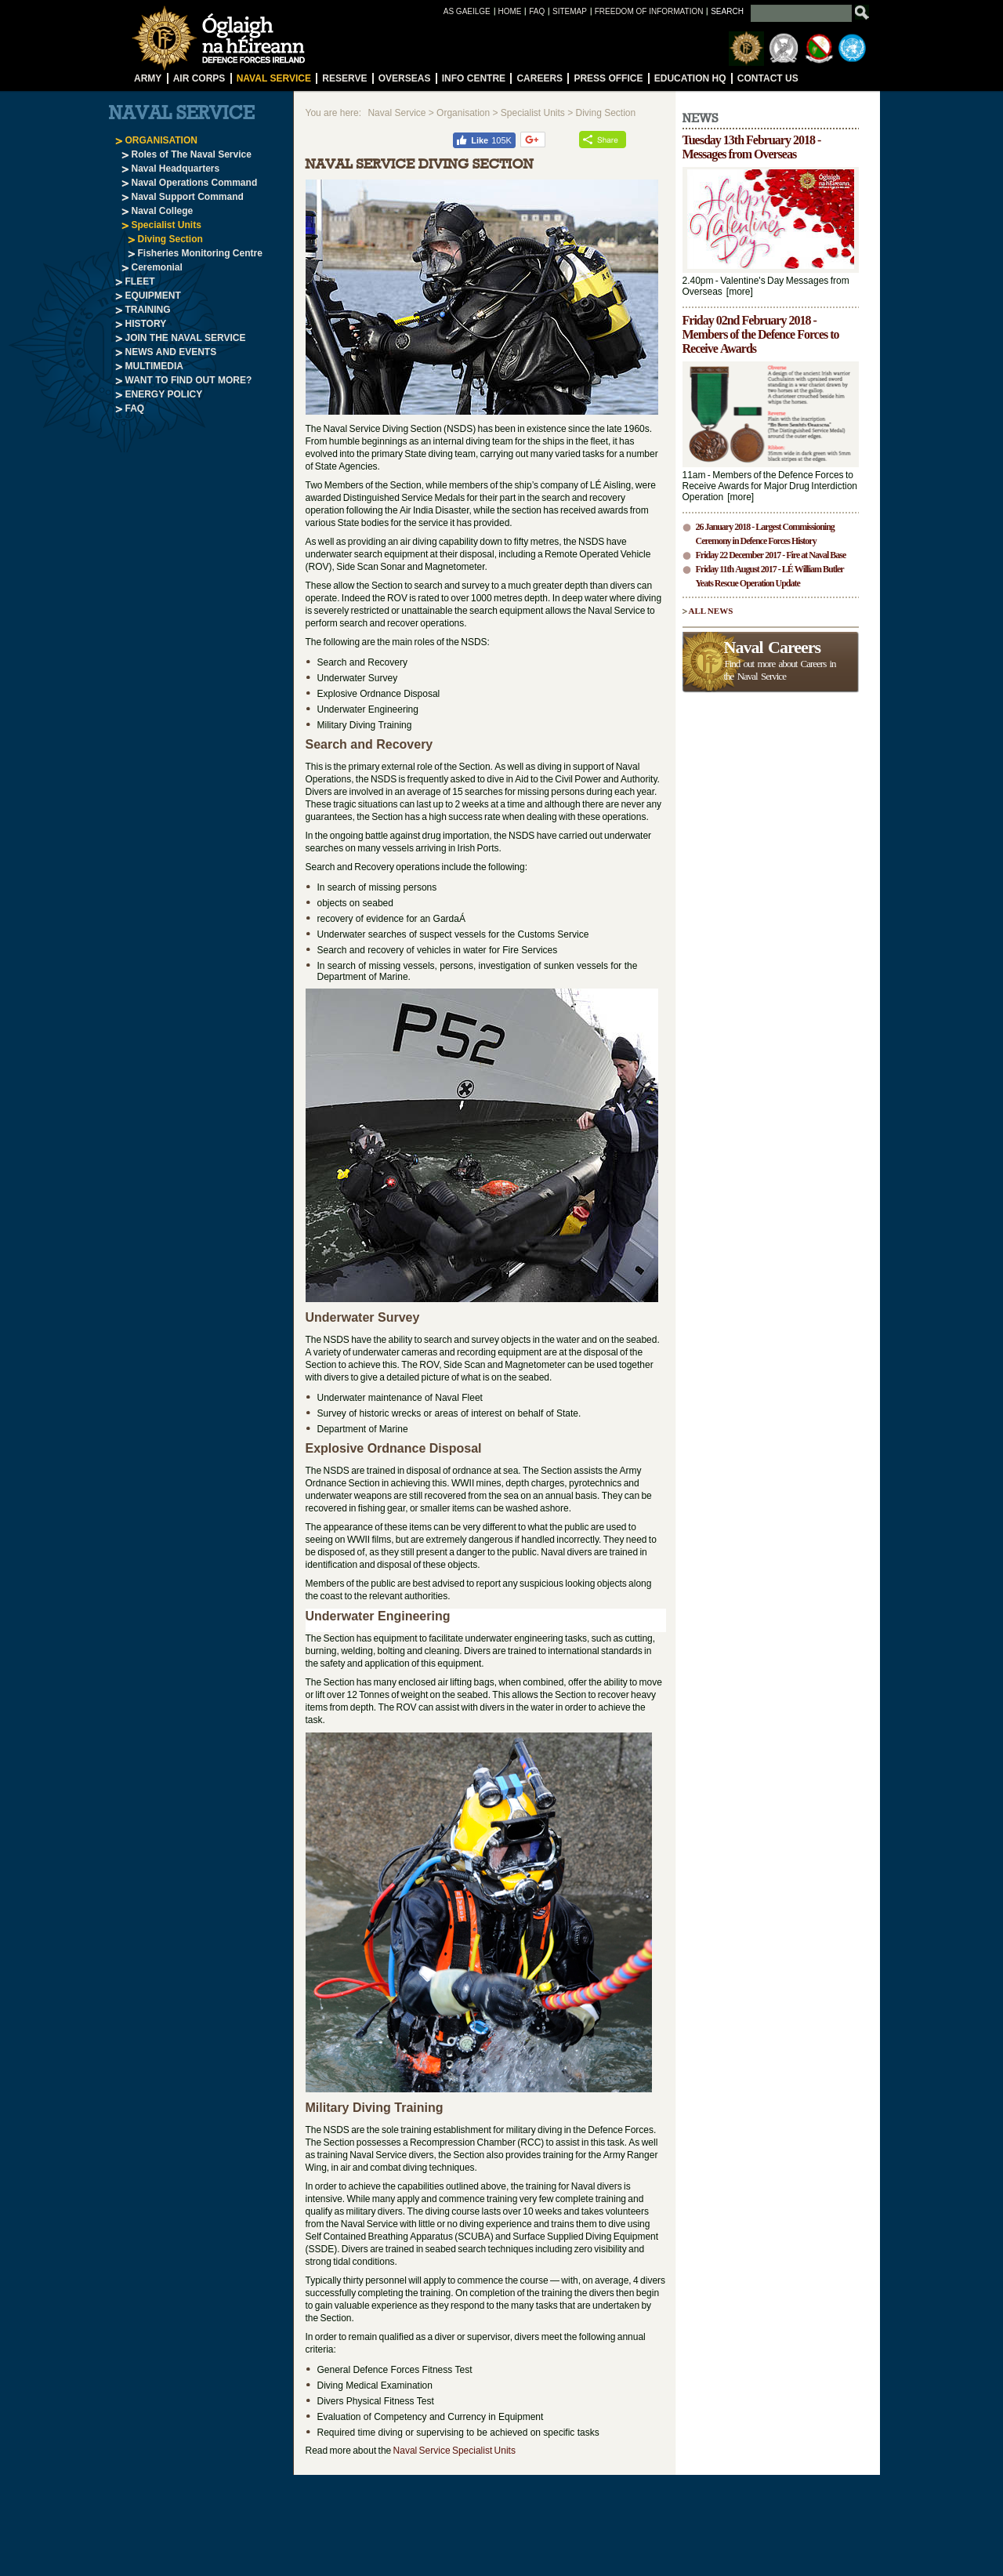 AS GAEILGE | HOME | FAQ | SITEMAP | FREEDOM OF INFORMATION | SEARCH
Óglaigh
na hÉireann
DEFENCE FORCES IRELAND
ARMY | AIR CORPS | NAVAL SERVICE | RESERVE | OVERSEAS | INFO CENTRE | CAREERS | PRESS OFFICE | EDUCATION HQ | CONTACT US
NAVAL SERVICE
> ORGANISATION
> Roles of The Naval Service
> Naval Headquarters
> Naval Operations Command
> Naval Support Command
> Naval College
> Specialist Units
> Diving Section
> Fisheries Monitoring Centre
> Ceremonial
> FLEET
> EQUIPMENT
> TRAINING
> HISTORY
> JOIN THE NAVAL SERVICE
> NEWS AND EVENTS
> MULTIMEDIA
> WANT TO FIND OUT MORE?
> ENERGY POLICY
> FAQ
You are here: Naval Service > Organisation > Specialist Units > Diving Section
Like 105K
G+
Share
NAVAL SERVICE DIVING SECTION
The Naval Service Diving Section (NSDS) has been in existence since the late 1960s.
From humble beginnings as an internal diving team for the ships in the fleet, it has
evolved into the primary State diving team, carrying out many varied tasks for a number
of State Agencies.
Two Members of the Section, while members of the ship's company of LÉ Aisling, were
awarded Distinguished Service Medals for their part in the search and recovery
operation following the Air India Disaster, while the section has received awards from
various State bodies for the service it has provided.
As well as providing an air diving capability down to fifty metres, the NSDS have
underwater search equipment at their disposal, including a Remote Operated Vehicle
(ROV), Side Scan Sonar and Magnetometer.
These allow the Section to search and survey to a much greater depth than divers can
operate. Indeed the ROV is rated to over 1000 metres depth. In deep water where diving
is severely restricted or unattainable the search equipment allows the Naval Service to
perform search and recover operations.
The following are the main roles of the NSDS:
Search and Recovery
Underwater Survey
Explosive Ordnance Disposal
Underwater Engineering
Military Diving Training
Search and Recovery
This is the primary external role of the Section. As well as diving in support of Naval
Operations, the NSDS is frequently asked to dive in Aid to the Civil Power and Authority.
Divers are involved in an average of 15 searches for missing persons during each year.
These tragic situations can last up to 2 weeks at a time and although there are never any
guarantees, the Section has a high success rate when dealing with these operations.
In the ongoing battle against drug importation, the NSDS have carried out underwater
searches on many vessels arriving in Irish Ports.
Search and Recovery operations include the following:
In search of missing persons
objects on seabed
recovery of evidence for an GardaÁ
Underwater searches of suspect vessels for the Customs Service
Search and recovery of vehicles in water for Fire Services
In search of missing vessels, persons, investigation of sunken vessels for the
Department of Marine.
P52
Underwater Survey
The NSDS have the ability to search and survey objects in the water and on the seabed.
A variety of underwater cameras and recording equipment are at the disposal of the
Section to achieve this. The ROV, Side Scan and Magnetometer can be used together
with divers to give a detailed picture of what is on the seabed.
Underwater maintenance of Naval Fleet
Survey of historic wrecks or areas of interest on behalf of State.
Department of Marine
Explosive Ordnance Disposal
The NSDS are trained in disposal of ordnance at sea. The Section assists the Army
Ordnance Section in achieving this. WWII mines, depth charges, pyrotechnics and
underwater weapons are still recovered from the sea on an annual basis. They can be
recovered in fishing gear, or smaller items can be washed ashore.
The appearance of these items can be very different to what the public are used to
seeing on WWII films, but are extremely dangerous if handled incorrectly. They need to
be disposed of, as they still present a danger to the public. Naval divers are trained in
identification and disposal of these objects.
Members of the public are best advised to report any suspicious looking objects along
the coast to the relevant authorities.
Underwater Engineering
The Section has equipment to facilitate underwater engineering tasks, such as cutting,
burning, welding, bolting and cleaning. Divers are trained to international standards in
the safety and application of this equipment.
The Section has many enclosed air lifting bags, when combined, offer the ability to move
or lift over 12 Tonnes of weight on the seabed. This allows the Section to recover heavy
items from depth. The ROV can assist with divers in the water in order to achieve the
task.
Military Diving Training
The NSDS are the sole training establishment for military diving in the Defence Forces.
The Section possesses a Recompression Chamber (RCC) to assist in this task. As well
as training Naval Service divers, the Section also provides training for the Army Ranger
Wing, in air and combat diving techniques.
In order to achieve the capabilities outlined above, the training for Naval divers is
intensive. While many apply and commence training very few complete training and
qualify as military divers. The diving course lasts over 10 weeks and takes volunteers
from the Naval Service with little or no diving experience and trains them to dive using
Self Contained Breathing Apparatus (SCUBA) and Surface Supplied Diving Equipment
(SSDE). Divers are trained in seabed search techniques including zero visibility and
strong tidal conditions.
Typically thirty personnel will apply to commence the course — with, on average, 4 divers
successfully completing the training. On completion of the training the divers then begin
to gain valuable experience as they respond to the many tasks that are undertaken by
the Section.
In order to remain qualified as a diver or supervisor, divers meet the following annual
criteria:
General Defence Forces Fitness Test
Diving Medical Examination
Divers Physical Fitness Test
Evaluation of Competency and Currency in Equipment
Required time diving or supervising to be achieved on specific tasks
Read more about the Naval Service Specialist Units
NEWS
Tuesday 13th February 2018 -
Messages from Overseas
Óglaigh
na hÉireann
Happy
Valentines
Day
2.40pm - Valentine's Day Messages from
Overseas [more]
Friday 02nd February 2018 -
Members of the Defence Forces to
Receive Awards
Obverse
A design of the ancient Irish warrior
Cuchulainn with upraised sword
standing in a war chariot drawn by
two horses at the gallop.
A charioteer crouched beside him
whips the horses.
Reverse
Plain with the inscription
(The Distinguished Service Medal)
around the outer edges.
Ribbon:
35mm wide in dark green with 5mm
black stripes at the edges.
11am - Members of the Defence Forces to
Receive Awards for Major Drug Interdiction
Operation [more]
26 January 2018 - Largest Commissioning
Ceremony in Defence Forces History
Friday 22 December 2017 - Fire at Naval Base
Friday 11th August 2017 - LÉ William Butler
Yeats Rescue Operation Update
> ALL NEWS
Naval Careers
Find out more about Careers in
the Naval Service